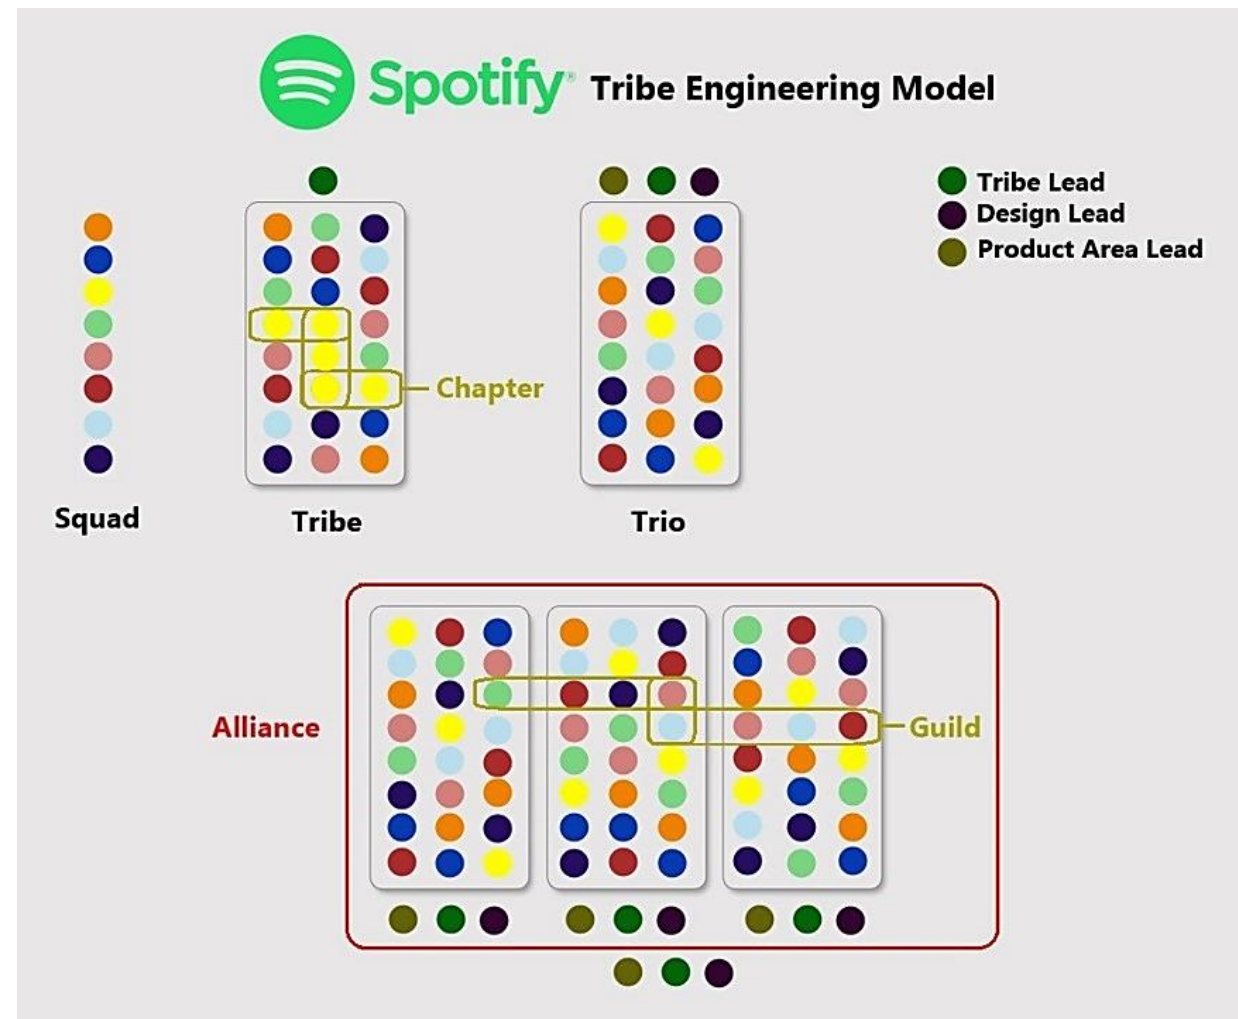 Spotify® Tribe Engineering Model
Tribe Lead
Design Lead
Product Area Lead
Chapter
Squad
Tribe
Trio
Alliance
Guild